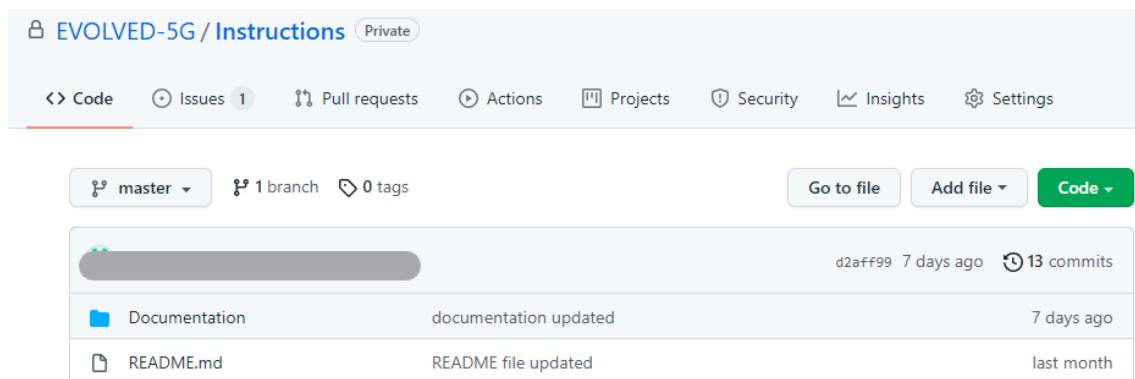 EVOLVED-5G / Instructions Private
Code Issues 1 Pull requests Actions Projects Security Insights Settings
master 1 branch 0 tags Go to file Add file Code
d2aff99 7 days ago 13 commits
Documentation documentation updated 7 days ago
README.md README file updated last month